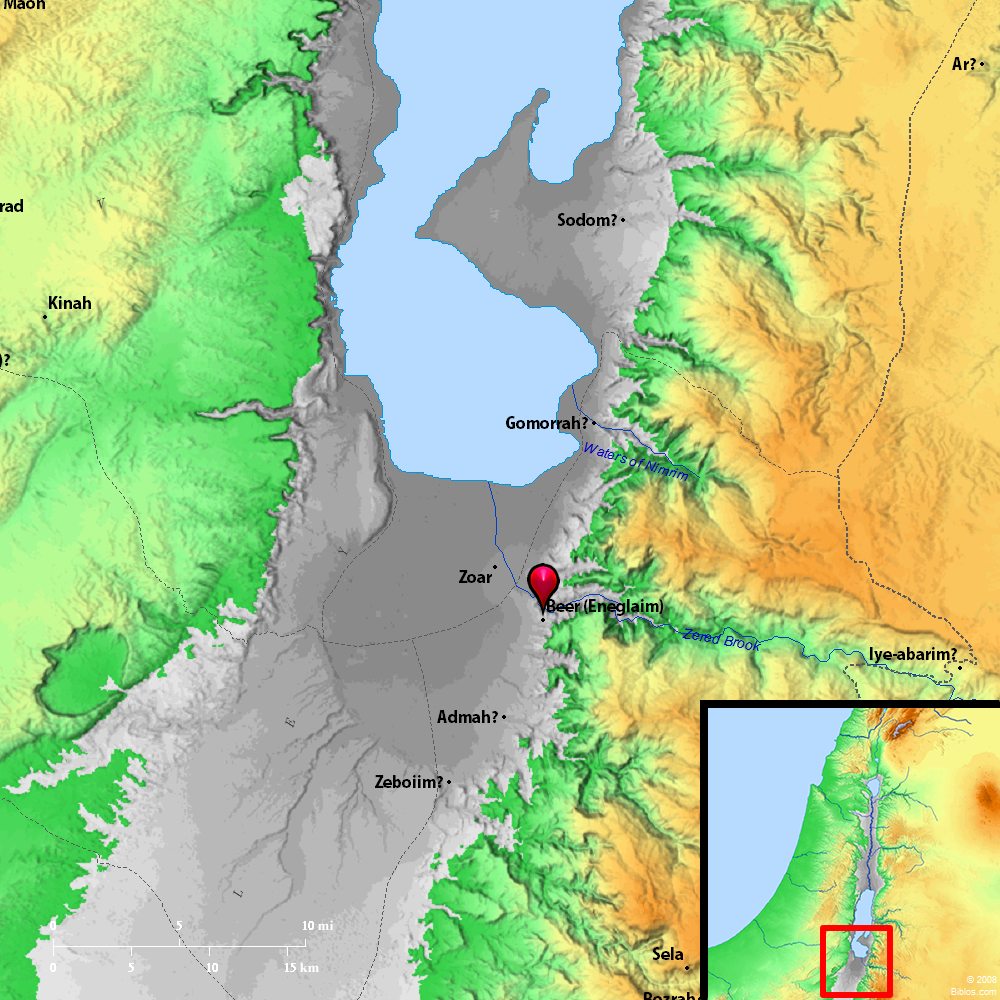 Maon
Ar?
rad
V
Sodom?
Kinah
)?
Gomorrah?
Waters of Nimrim
Y
Zoar
Beer (Eneglaim)
Zered Brook
Iye-abarim?
E
Admah?
Zeboiim?
L
0 5 10 mi
0 5 10 15 km
Sela
Bozrah
© 2008
Biblos.com